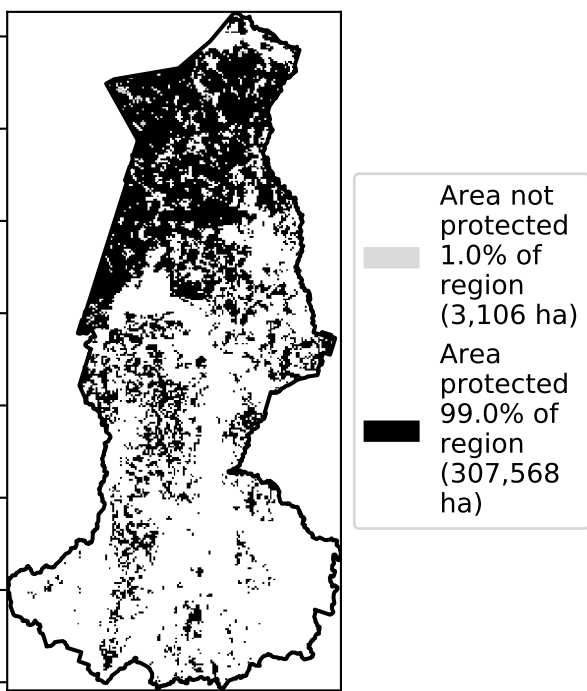 Area not
protected
1.0% of
region
(3,106 ha)
Area
protected
99.0% of
region
(307,568
ha)